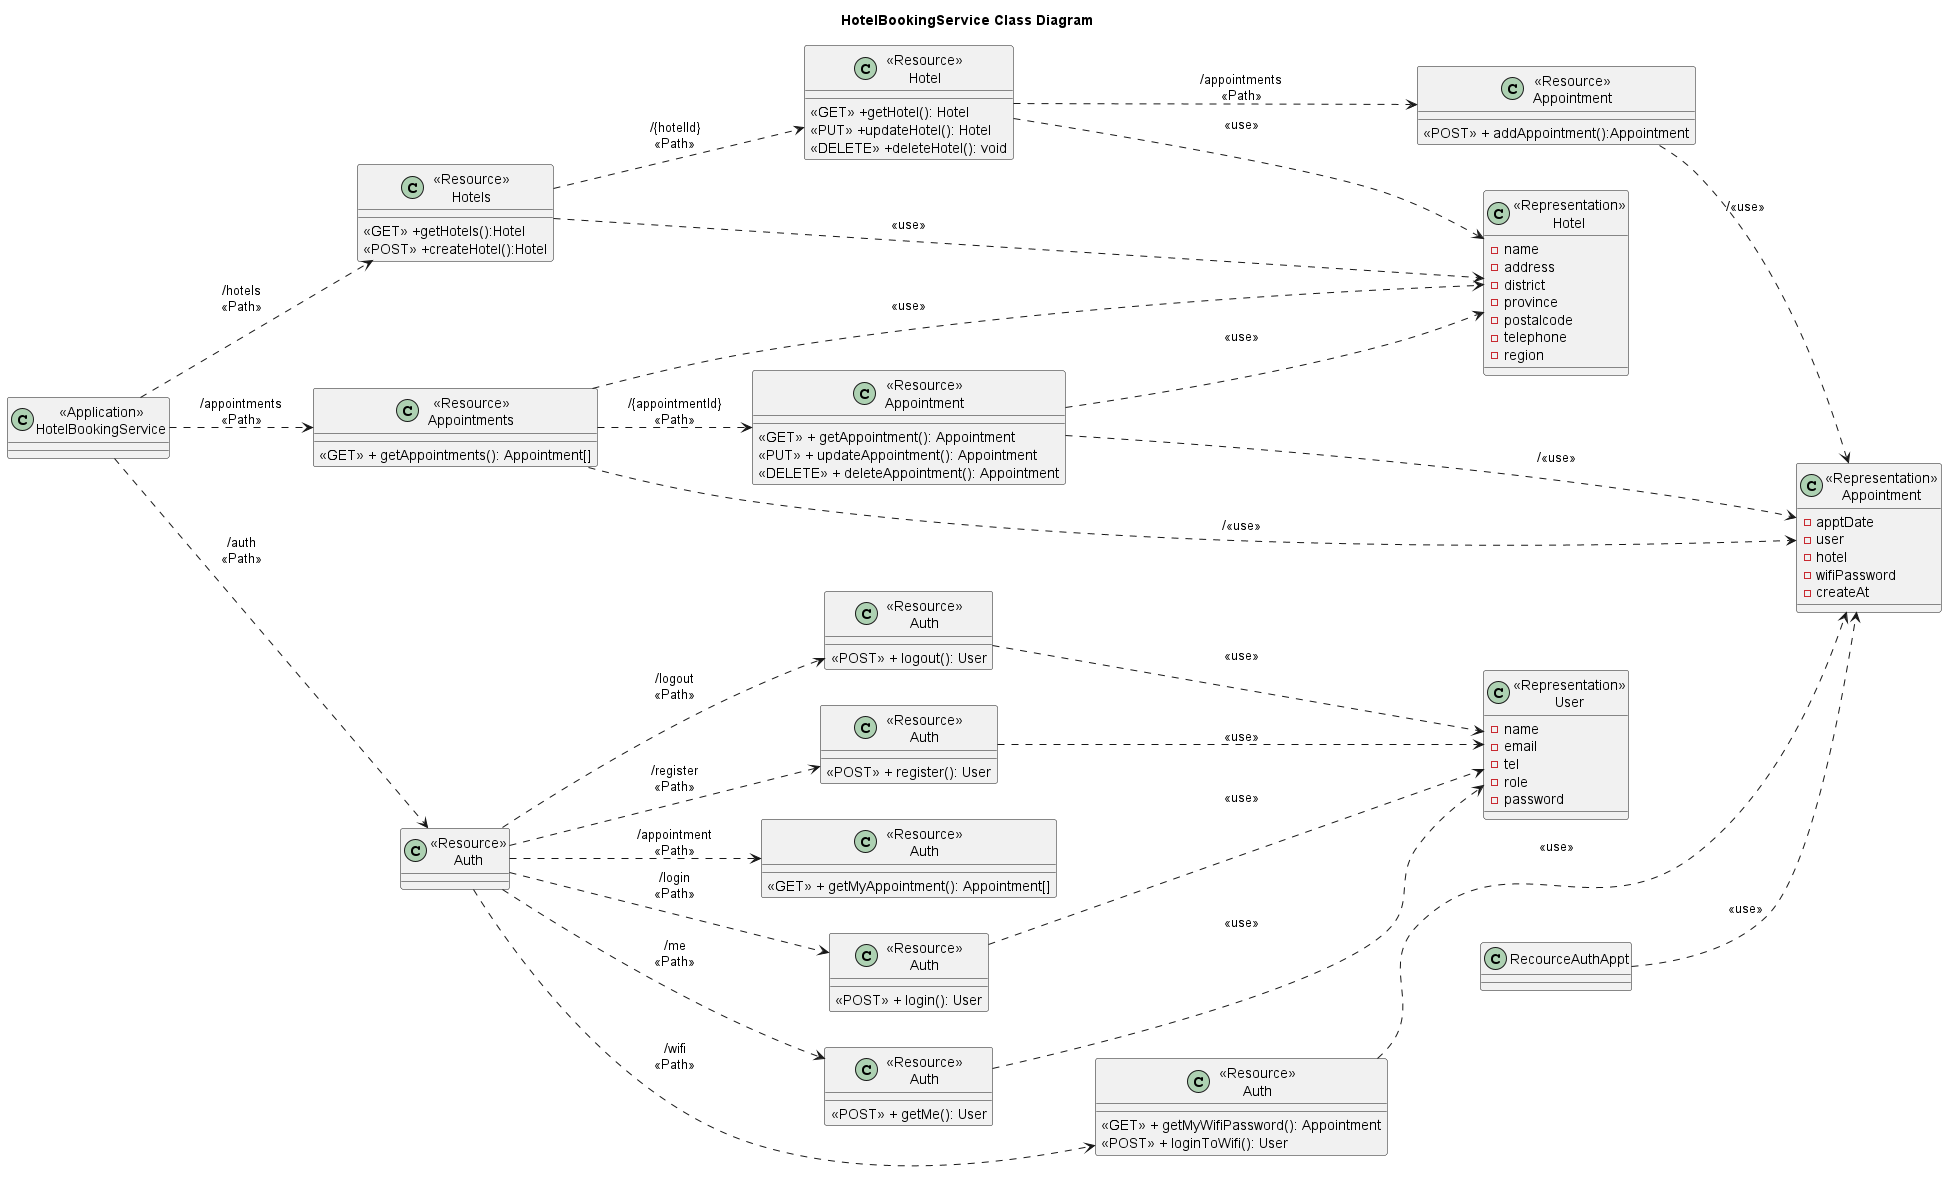 HotelBookingService Class Diagram
«Application»
HotelBookingService
/hotels
«Path»
/appointments
«Path»
/auth
«Path»
«Resource»
Hotels
«GET» +getHotels():Hotel
«POST» +createHotel():Hotel
/{hotelId}
«Path»
«use»
«Resource»
Hotel
«GET» +getHotel(): Hotel
«PUT» +updateHotel(): Hotel
«DELETE» +deleteHotel(): void
/appointments
«Path»
«use»
«Resource»
Appointment
«POST» + addAppointment():Appointment
/«use»
«Representation»
Hotel
name
address
district
province
postalcode
telephone
region
«Resource»
Appointments
«GET» + getAppointments(): Appointment[]
«use»
/{appointmentId}
«Path»
/«use»
«Resource»
Appointment
«GET» + getAppointment(): Appointment
«PUT» + updateAppointment(): Appointment
«DELETE» + deleteAppointment(): Appointment
«use»
/«use»
«Representation»
Appointment
apptDate
user
hotel
wifiPassword
createAt
«Resource»
Auth
/logout
«Path»
/register
«Path»
/appointment
«Path»
/login
«Path»
/me
«Path»
/wifi
«Path»
«Resource»
Auth
«POST» + logout(): User
«use»
«Resource»
Auth
«POST» + register(): User
«use»
«Resource»
Auth
«GET» + getMyAppointment(): Appointment[]
«Resource»
Auth
«POST» + login(): User
«use»
«Resource»
Auth
«POST» + getMe(): User
«use»
«Resource»
Auth
«GET» + getMyWifiPassword(): Appointment
«POST» + loginToWifi(): User
«use»
«Representation»
User
name
email
tel
role
password
RecourceAuthAppt
«use»